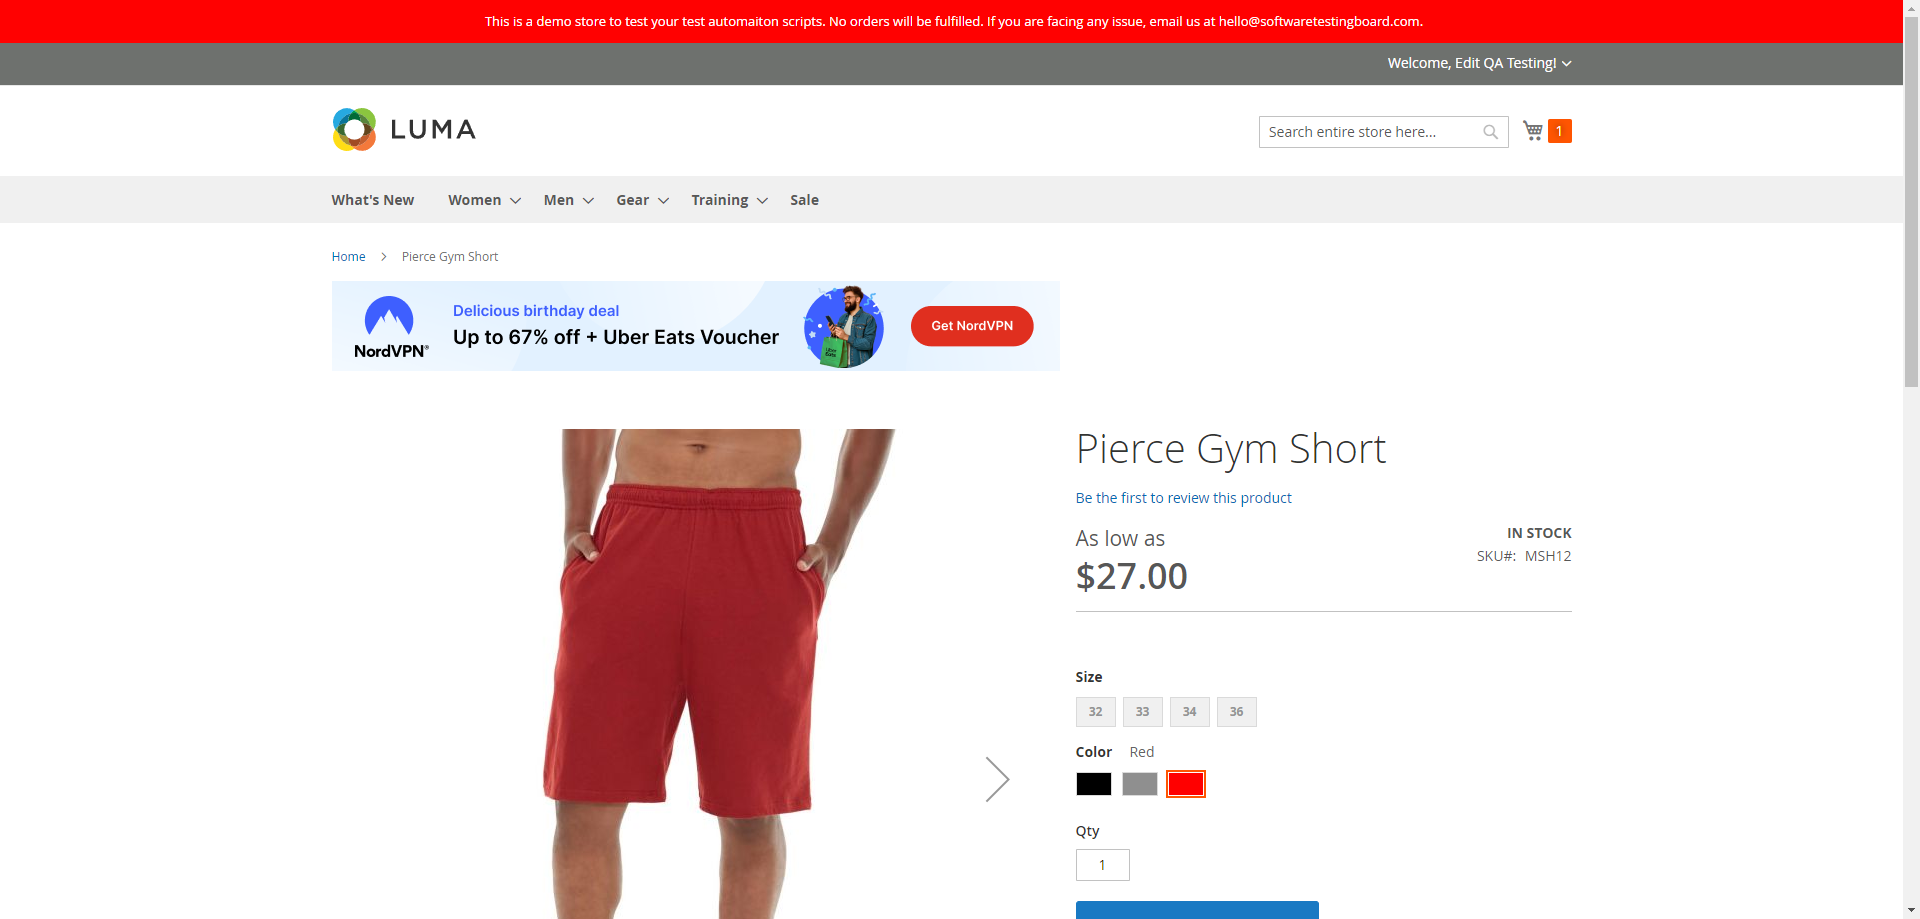 This is a demo store to test your test automaiton scripts. No orders will be fulfilled. If you are facing any issue, email us at hello@softwaretestingboard.com.
Welcome, Edit QA Testing!
LUMA
Search entire store here...
1
What's New Women Men Gear Training Sale
Home Pierce Gym Short
NordVPN®
Delicious birthday deal
Up to 67% off + Uber Eats Voucher
Uber Eats
Get NordVPN
Pierce Gym Short
Be the first to review this product
As low as
$27.00
IN STOCK
SKU#: MSH12
Size
32 33 34 36
Color Red
Qty
1